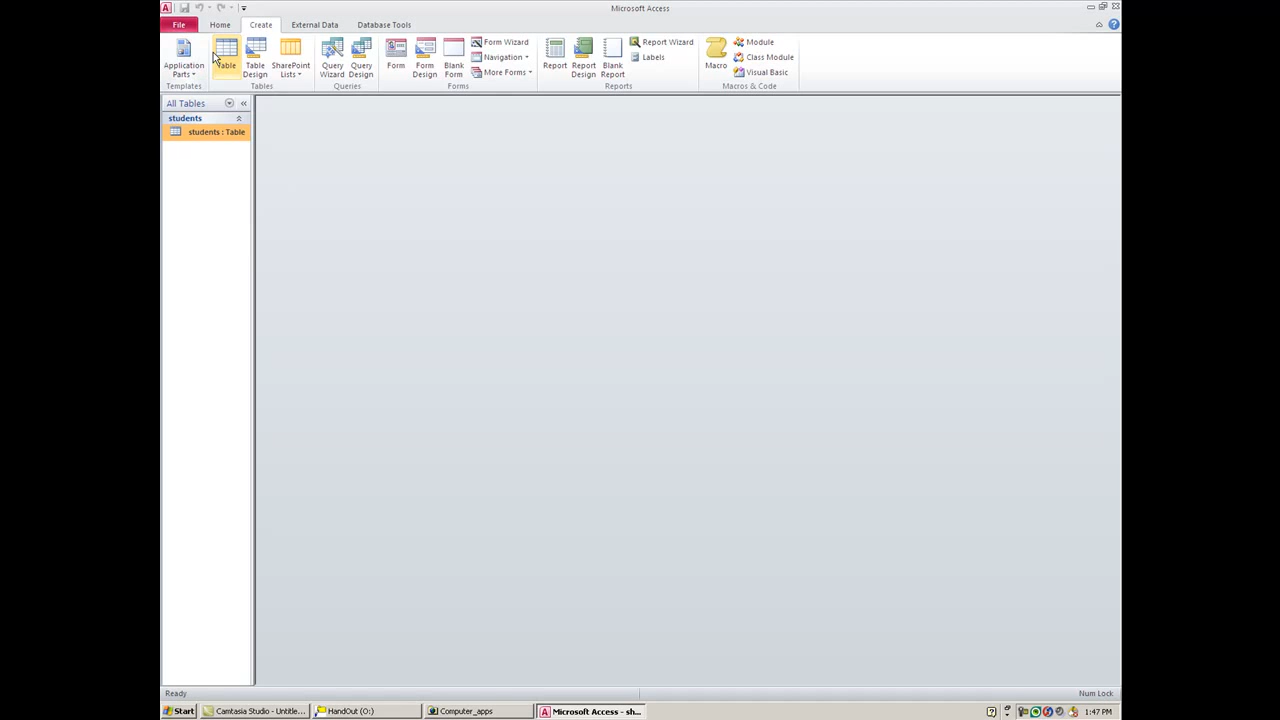 Microsoft Access
File Home Create External Data Database Tools
Application Parts
Table
Table Design
SharePoint Lists
Query Wizard
Query Design
Form
Form Design
Blank Form
Form Wizard
Navigation
More Forms
Report
Report Design
Blank Report
Report Wizard
Labels
Macro
Module
Class Module
Visual Basic
Templates Tables Queries Forms Reports Macros & Code
All Tables
students
students : Table
Ready Num Lock
Start Camtasia Studio - Untitle... HandOut (O:) Computer_apps Microsoft Access - sh... 1:47 PM